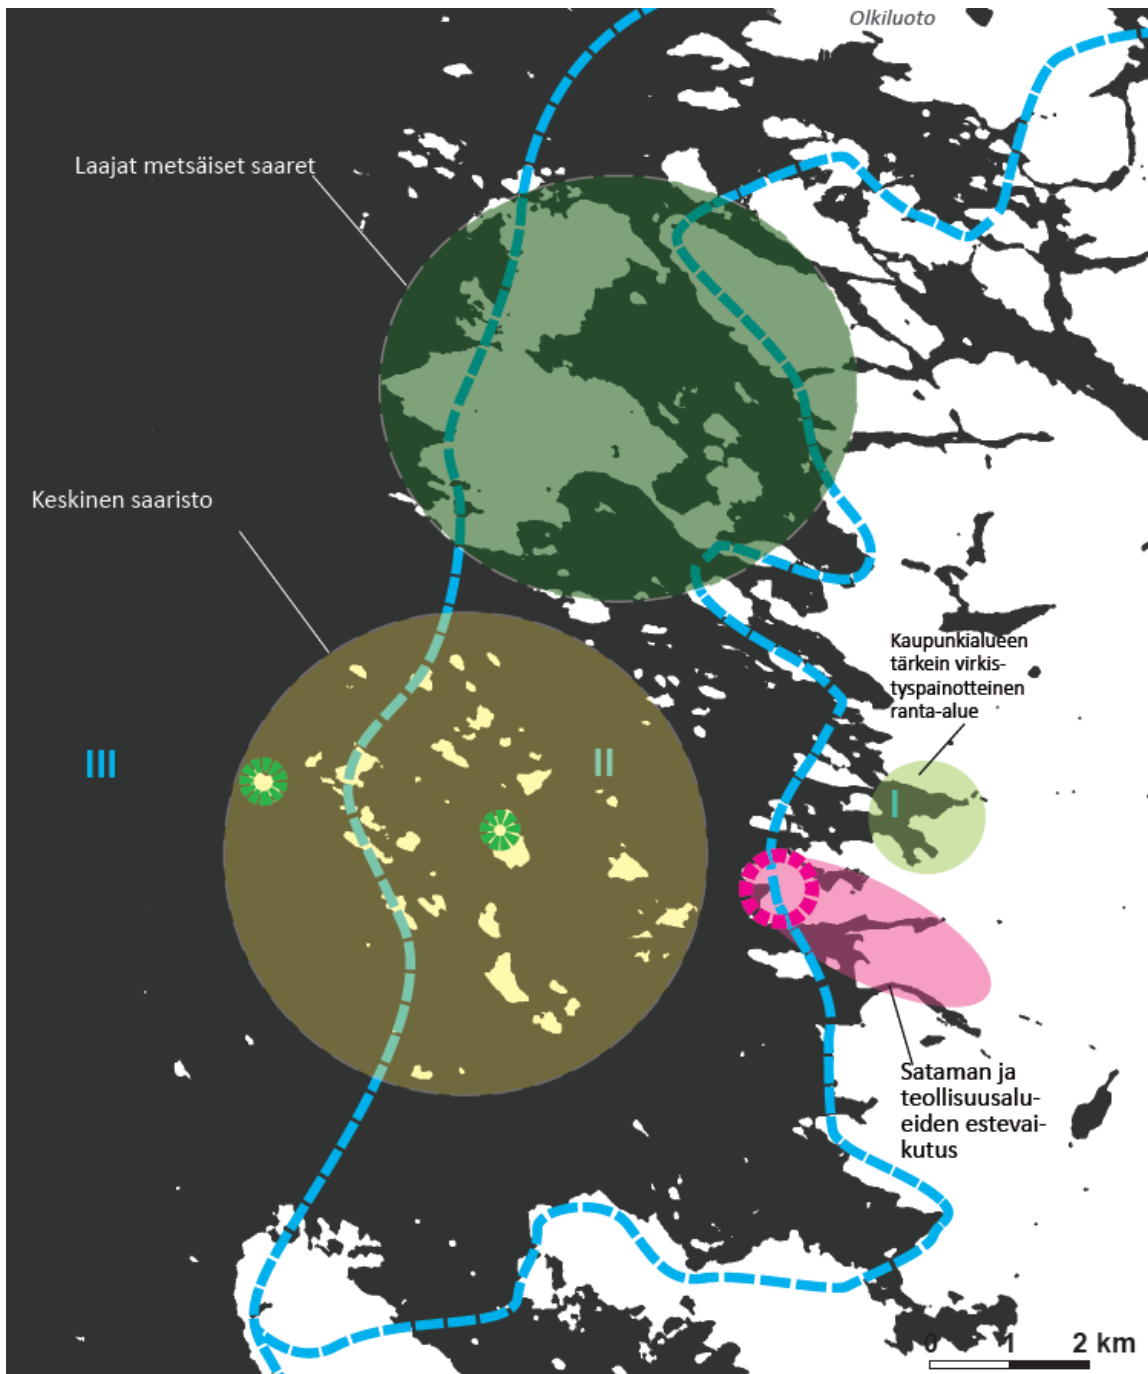 Olkiluoto
Laajat metsäiset saaret
Keskinen saaristo
Kaupunkialueen
tärkein virkis-
tyspainotteinen
ranta-alue
III
II
I
Sataman ja
teollisuusalu-
eiden estevai-
kutus
0 1 2 km